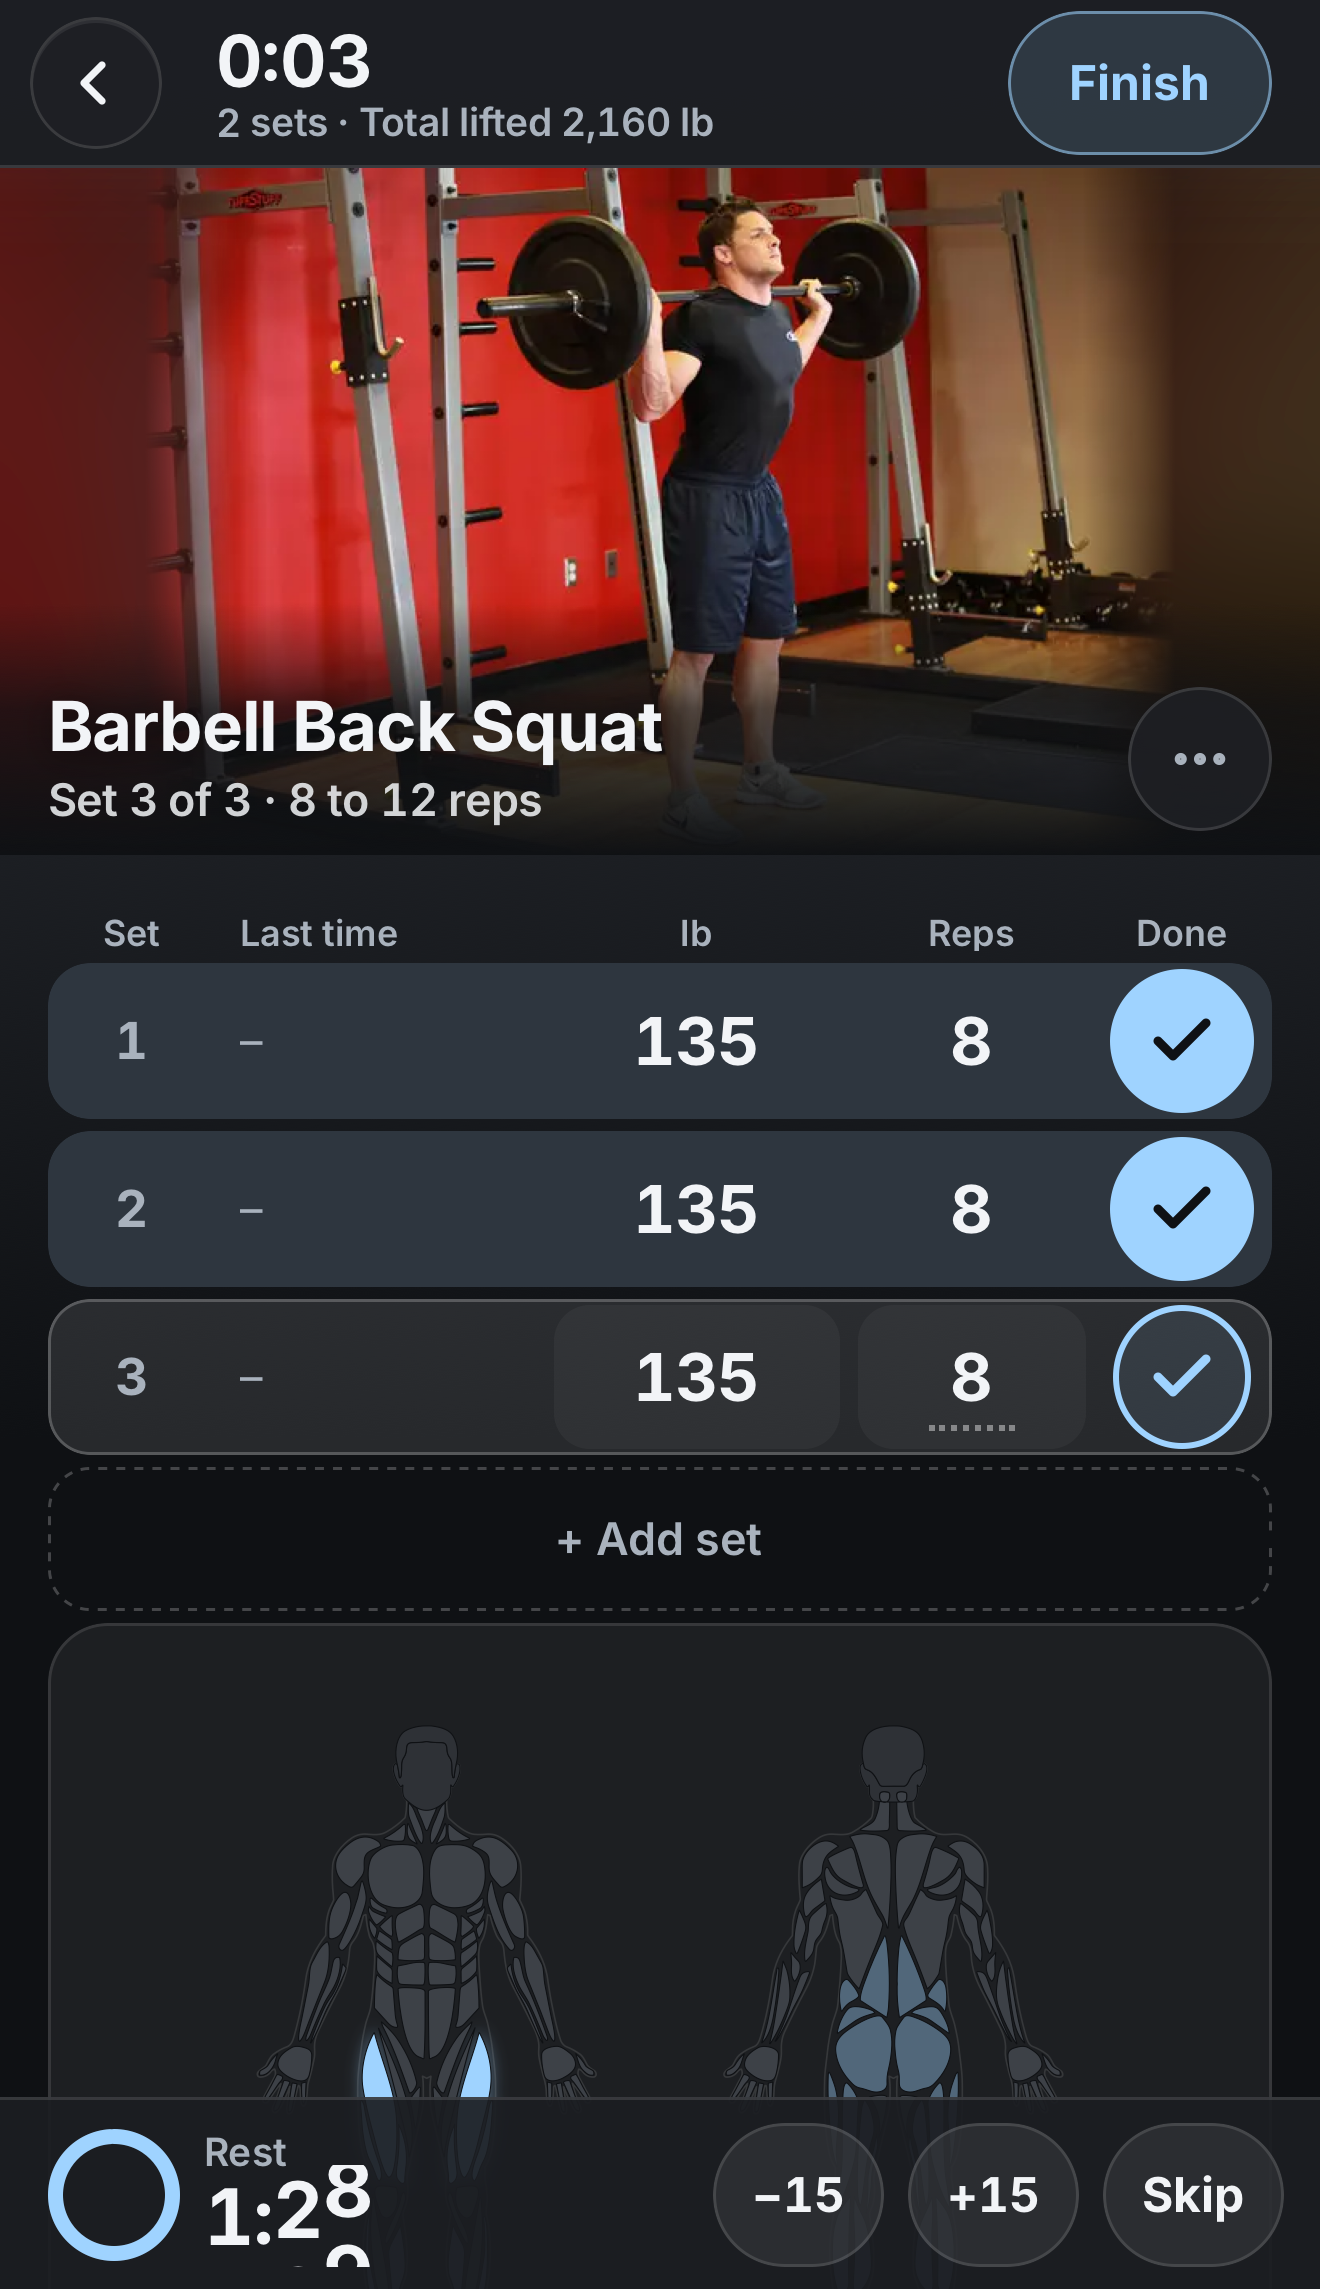 0:03
2 sets · Total lifted 2,160 lb
Finish
Barbell Back Squat
Set 3 of 3 · 8 to 12 reps
Set Last time lb Reps Done
1 – 135 8
2 – 135 8
3 – 135 8
+ Add set
Rest
1:28
−15 +15 Skip